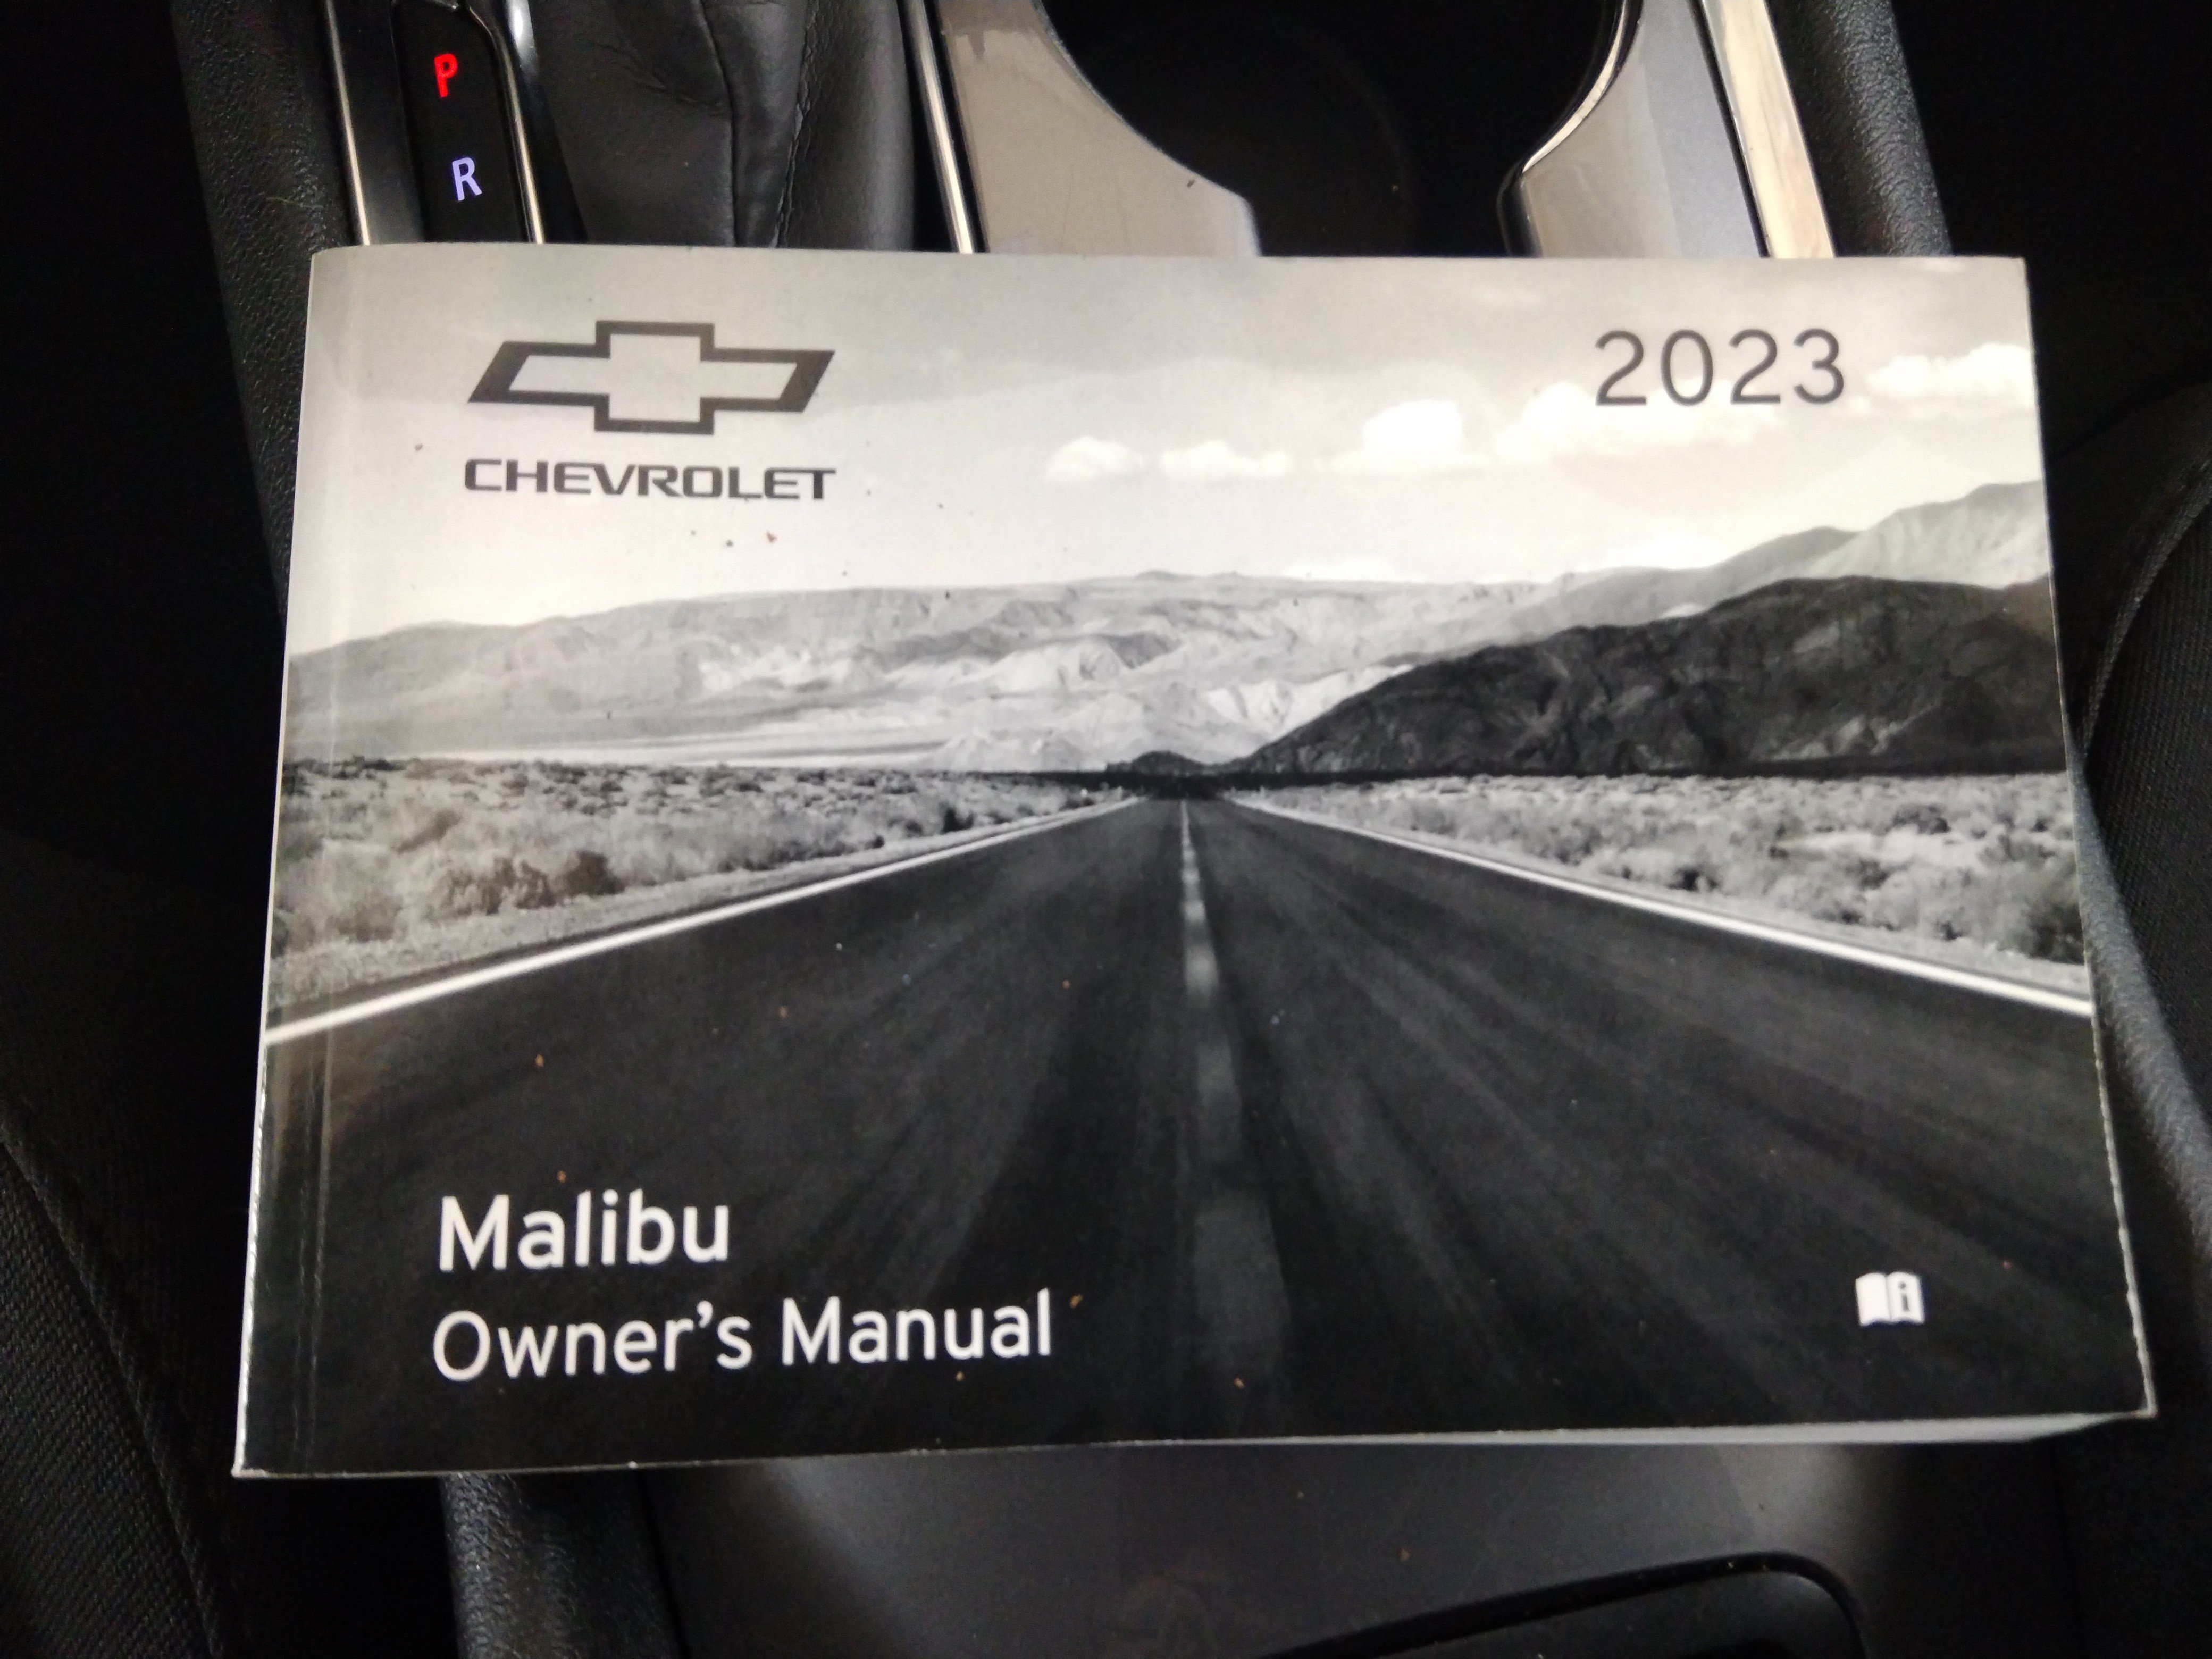 P
R
CHEVROLET
2023
Malibu
Owner's Manual
i